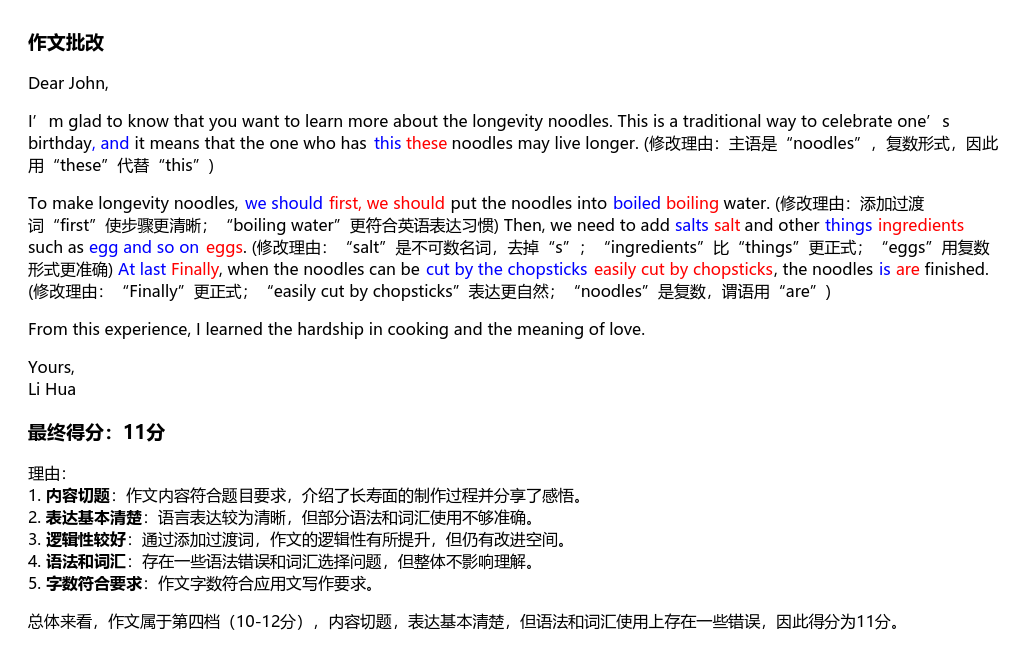 作文批改
Dear John,
I’m glad to know that you want to learn more about the longevity noodles. This is a traditional way to celebrate one’s
birthday, and it means that the one who has this these noodles may live longer. (修改理由：主语是“noodles”，复数形式，因此
用“these”代替“this”)
To make longevity noodles, we should first, we should put the noodles into boiled boiling water. (修改理由：添加过渡
词“first”使步骤更清晰；“boiling water”更符合英语表达习惯) Then, we need to add salts salt and other things ingredients
such as egg and so on eggs. (修改理由：“salt”是不可数名词，去掉“s”；“ingredients”比“things”更正式；“eggs”用复数
形式更准确) At last Finally, when the noodles can be cut by the chopsticks easily cut by chopsticks, the noodles is are finished.
(修改理由：“Finally”更正式；“easily cut by chopsticks”表达更自然；“noodles”是复数，谓语用“are”)
From this experience, I learned the hardship in cooking and the meaning of love.
Yours,
Li Hua
最终得分：11分
理由：
1. 内容切题：作文内容符合题目要求，介绍了长寿面的制作过程并分享了感悟。
2. 表达基本清楚：语言表达较为清晰，但部分语法和词汇使用不够准确。
3. 逻辑性较好：通过添加过渡词，作文的逻辑性有所提升，但仍有改进空间。
4. 语法和词汇：存在一些语法错误和词汇选择问题，但整体不影响理解。
5. 字数符合要求：作文字数符合应用文写作要求。
总体来看，作文属于第四档（10-12分），内容切题，表达基本清楚，但语法和词汇使用上存在一些错误，因此得分为11分。